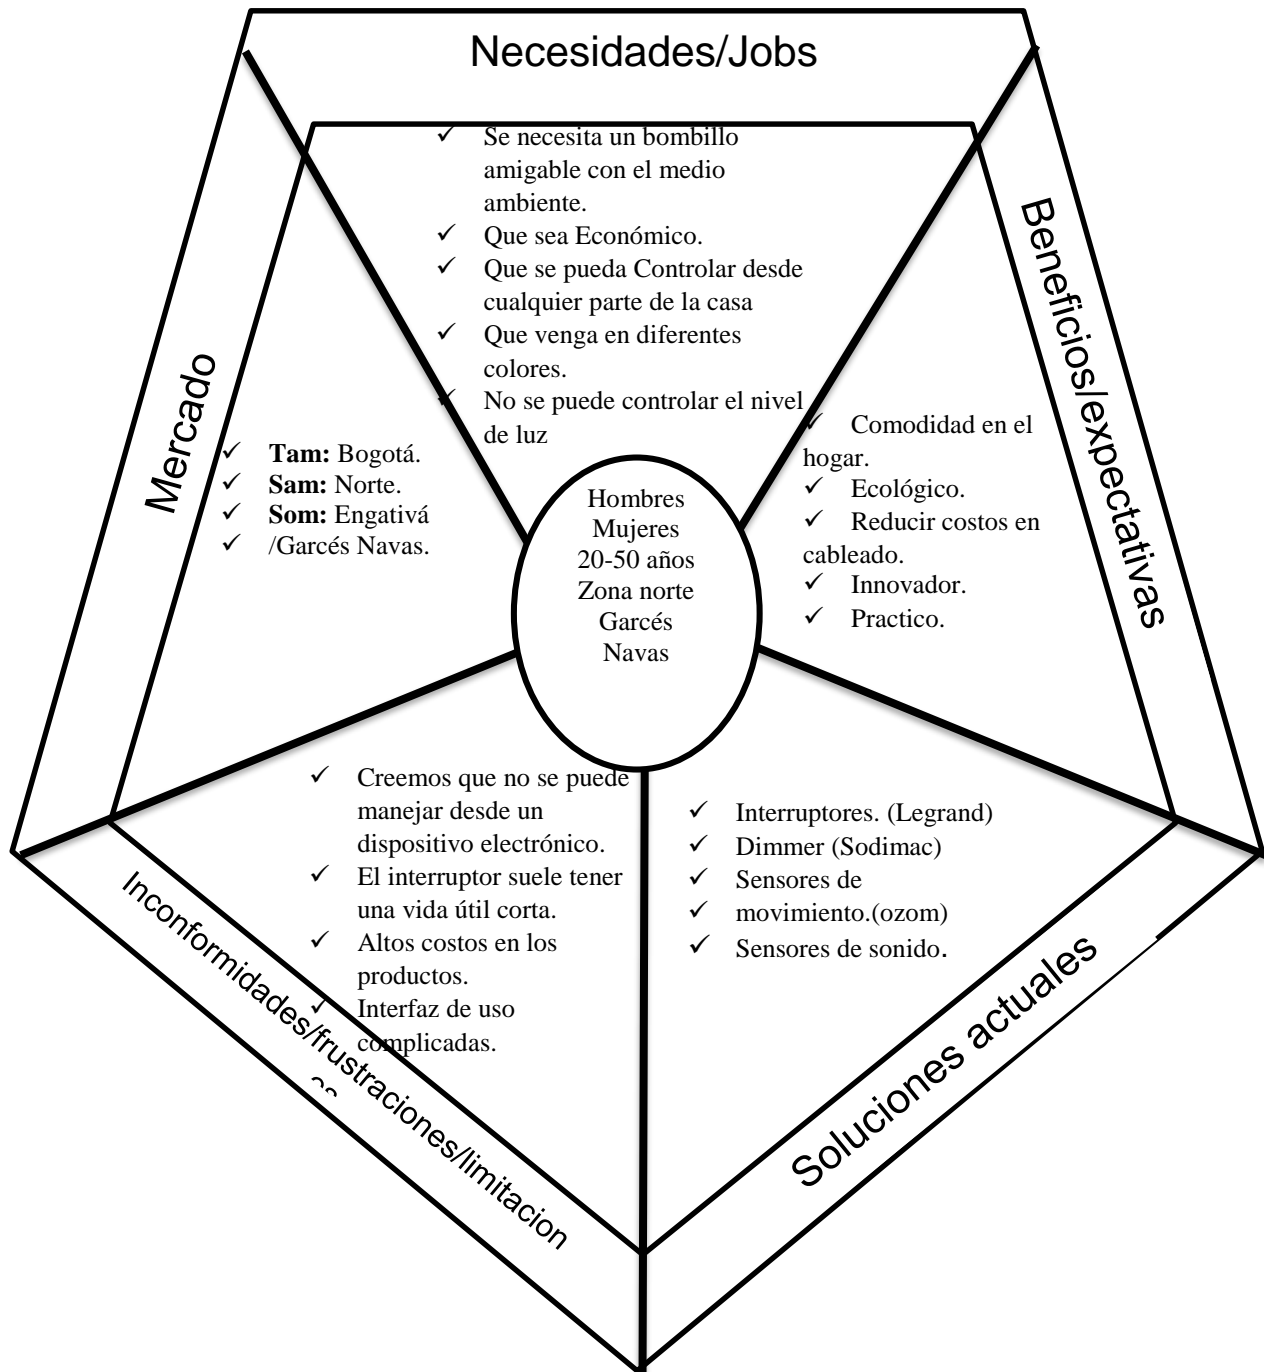 Necesidades/Jobs
Se necesita un bombillo
amigable con el medio
ambiente.
Que sea Económico.
Que se pueda Controlar desde
cualquier parte de la casa
Que venga en diferentes
colores.
No se puede controlar el nivel
de luz
Mercado
Tam: Bogotá.
Sam: Norte.
Som: Engativá
/Garcés Navas.
Hombres
Mujeres
20-50 años
Zona norte
Garcés
Navas
Beneficios/expectativas
Comodidad en el
hogar.
Ecológico.
Reducir costos en
cableado.
Innovador.
Practico.
Inconformidades/frustraciones/limitacion
Creemos que no se puede
manejar desde un
dispositivo electrónico.
El interruptor suele tener
una vida útil corta.
Altos costos en los
productos.
Interfaz de uso
complicadas.
Interruptores. (Legrand)
Dimmer (Sodimac)
Sensores de
movimiento.(ozom)
Sensores de sonido.
Soluciones actuales